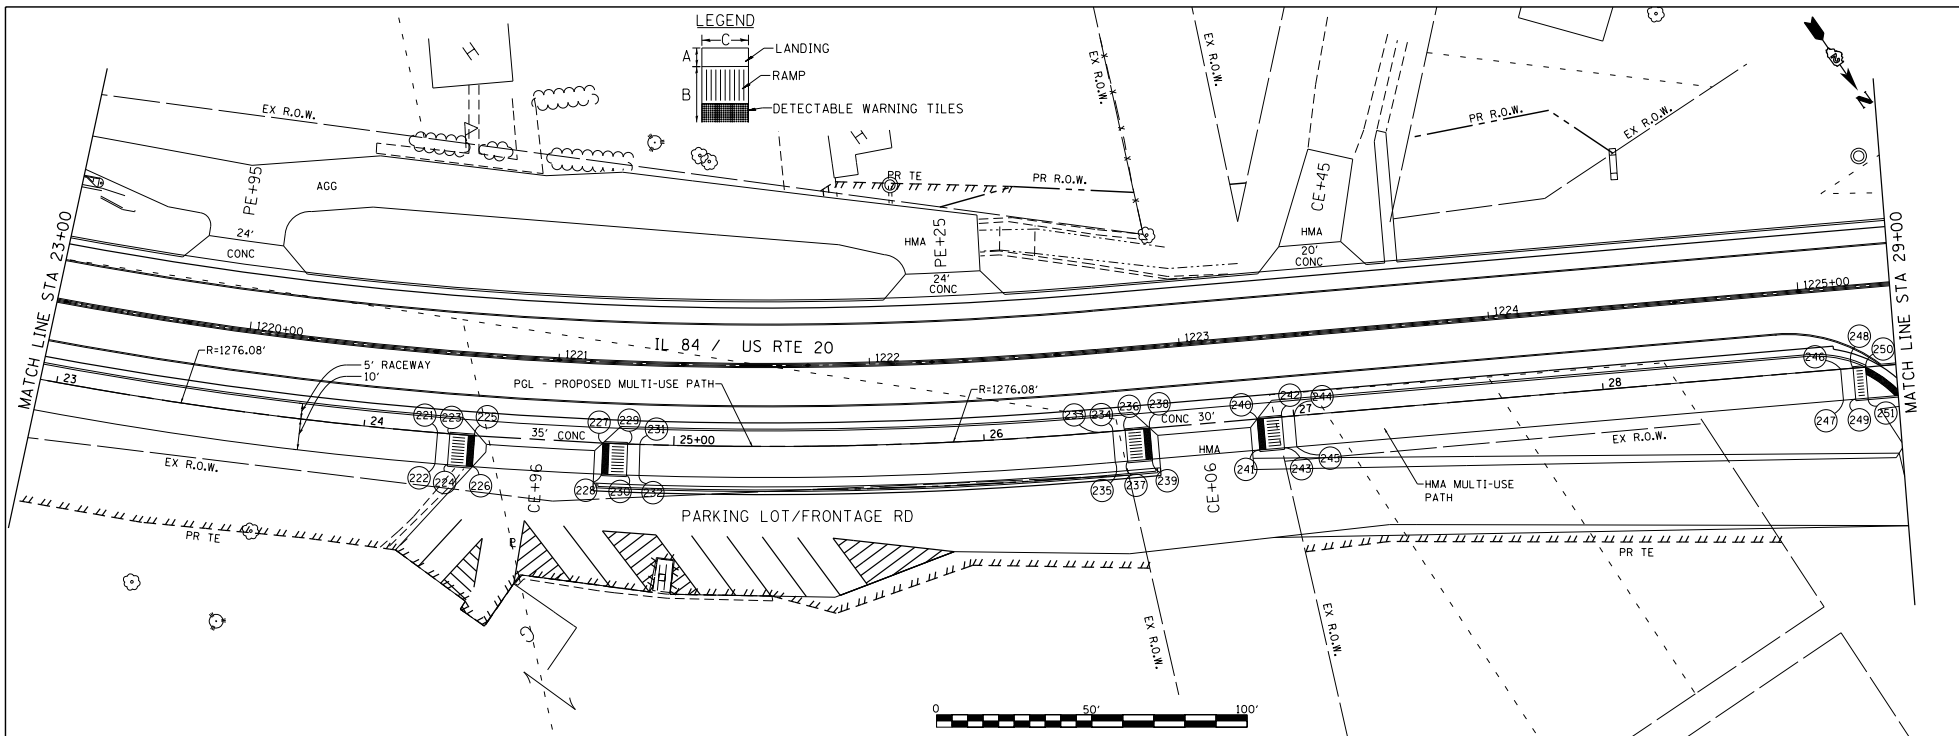 LEGEND
C
A
B
LANDING
RAMP
DETECTABLE WARNING TILES
H
H
N
EX R.O.W.
EX R.O.W.
EX R.O.W.
PR R.O.W.
EX R.O.W.
PR TE
PR R.O.W.
PE+95
AGG
24'
CONC
HMA
PE+25
24'
CONC
CE+45
HMA
20'
CONC
MATCH LINE STA 23+00
MATCH LINE STA 29+00
1220+00
1221
1222
1223
1224
1225+00
IL 84 / US RTE 20
R=1276.08'
5' RACEWAY
10'
PGL - PROPOSED MULTI-USE PATH
R=1276.08'
23
24
25+00
26
27
28
221
223
225
227
229
231
233
234
236
238
240
242
244
246
248
250
35' CONC
CONC 30'
HMA
222
224
226
228
230
232
235
237
239
241
243
245
247
249
251
EX R.O.W.
EX R.O.W.
CE+96
CE+06
HMA MULTI-USE
PATH
PARKING LOT/FRONTAGE RD
PR TE
PR TE
EX R.O.W.
EX R.O.W.
G
0
50'
100'